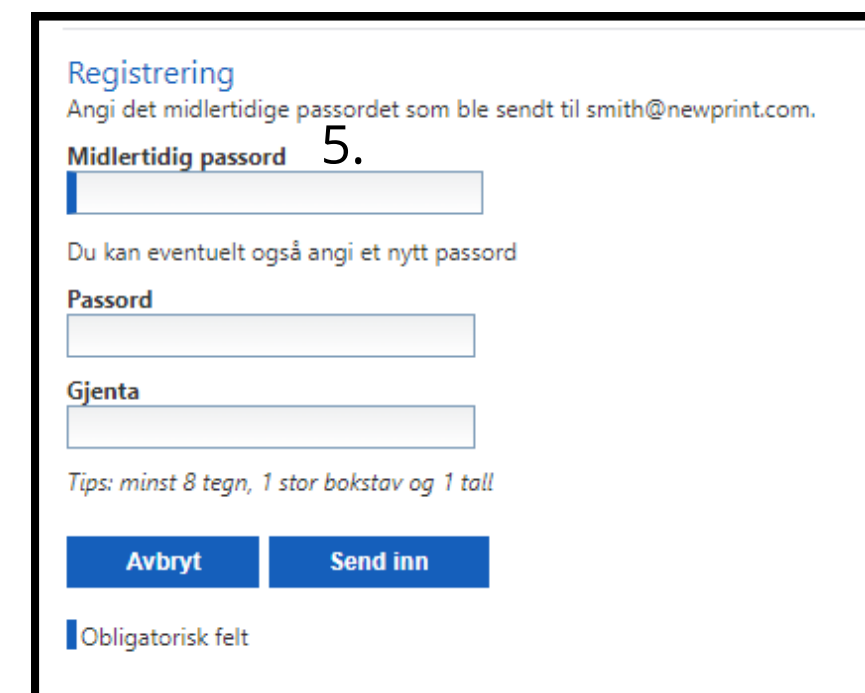 Registrering
Angi det midlertidige passordet som ble sendt til smith@newprint.com.
Midlertidig passord 5.
Du kan eventuelt også angi et nytt passord
Passord
Gjenta
Tips: minst 8 tegn, 1 stor bokstav og 1 tall
Avbryt Send inn
Obligatorisk felt